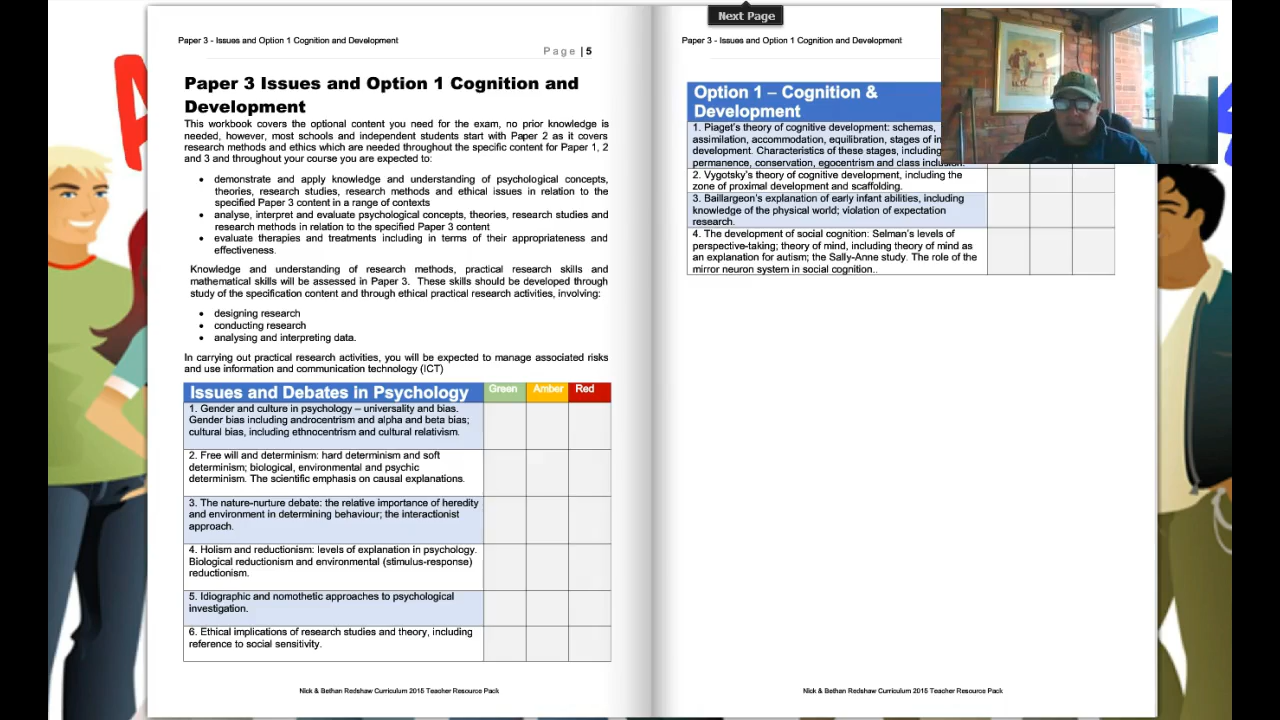 Next Page
Paper 3 - Issues and Option 1 Cognition and Development
Page | 5
Paper 3 Issues and Option 1 Cognition and
Development
This workbook covers the optional content you need for the exam, no prior knowledge is
needed, however, most schools and independent students start with Paper 2 as it covers
research methods and ethics which are needed throughout the specific content for Paper 1, 2
and 3 and throughout your course you are expected to:
• demonstrate and apply knowledge and understanding of psychological concepts,
theories, research studies, research methods and ethical issues in relation to the
specified Paper 3 content in a range of contexts
• analyse, interpret and evaluate psychological concepts, theories, research studies and
research methods in relation to the specified Paper 3 content
• evaluate therapies and treatments including in terms of their appropriateness and
effectiveness.
Knowledge and understanding of research methods, practical research skills and
mathematical skills will be assessed in Paper 3. These skills should be developed through
study of the specification content and through ethical practical research activities, involving:
• designing research
• conducting research
• analysing and interpreting data.
In carrying out practical research activities, you will be expected to manage associated risks
and use information and communication technology (ICT)
Issues and Debates in Psychology Green Amber Red
1. Gender and culture in psychology – universality and bias.
Gender bias including androcentrism and alpha and beta bias;
cultural bias, including ethnocentrism and cultural relativism.
2. Free will and determinism: hard determinism and soft
determinism; biological, environmental and psychic
determinism. The scientific emphasis on causal explanations.
3. The nature-nurture debate: the relative importance of heredity
and environment in determining behaviour; the interactionist
approach.
4. Holism and reductionism: levels of explanation in psychology.
Biological reductionism and environmental (stimulus-response)
reductionism.
5. Idiographic and nomothetic approaches to psychological
investigation.
6. Ethical implications of research studies and theory, including
reference to social sensitivity.
Nick & Bethan Redshaw Curriculum 2015 Teacher Resource Pack
Paper 3 - Issues and Option 1 Cognition and Development
Option 1 – Cognition &
Development
1. Piaget's theory of cognitive development: schemas,
assimilation, accommodation, equilibration, stages of
development. Characteristics of these stages, including
permanence, conservation, egocentrism and class inclusion.
2. Vygotsky's theory of cognitive development, including the
zone of proximal development and scaffolding.
3. Baillargeon's explanation of early infant abilities, including
knowledge of the physical world; violation of expectation
research.
4. The development of social cognition: Selman's levels of
perspective-taking; theory of mind, including theory of mind as
an explanation for autism; the Sally-Anne study. The role of the
mirror neuron system in social cognition..
Nick & Bethan Redshaw Curriculum 2015 Teacher Resource Pack